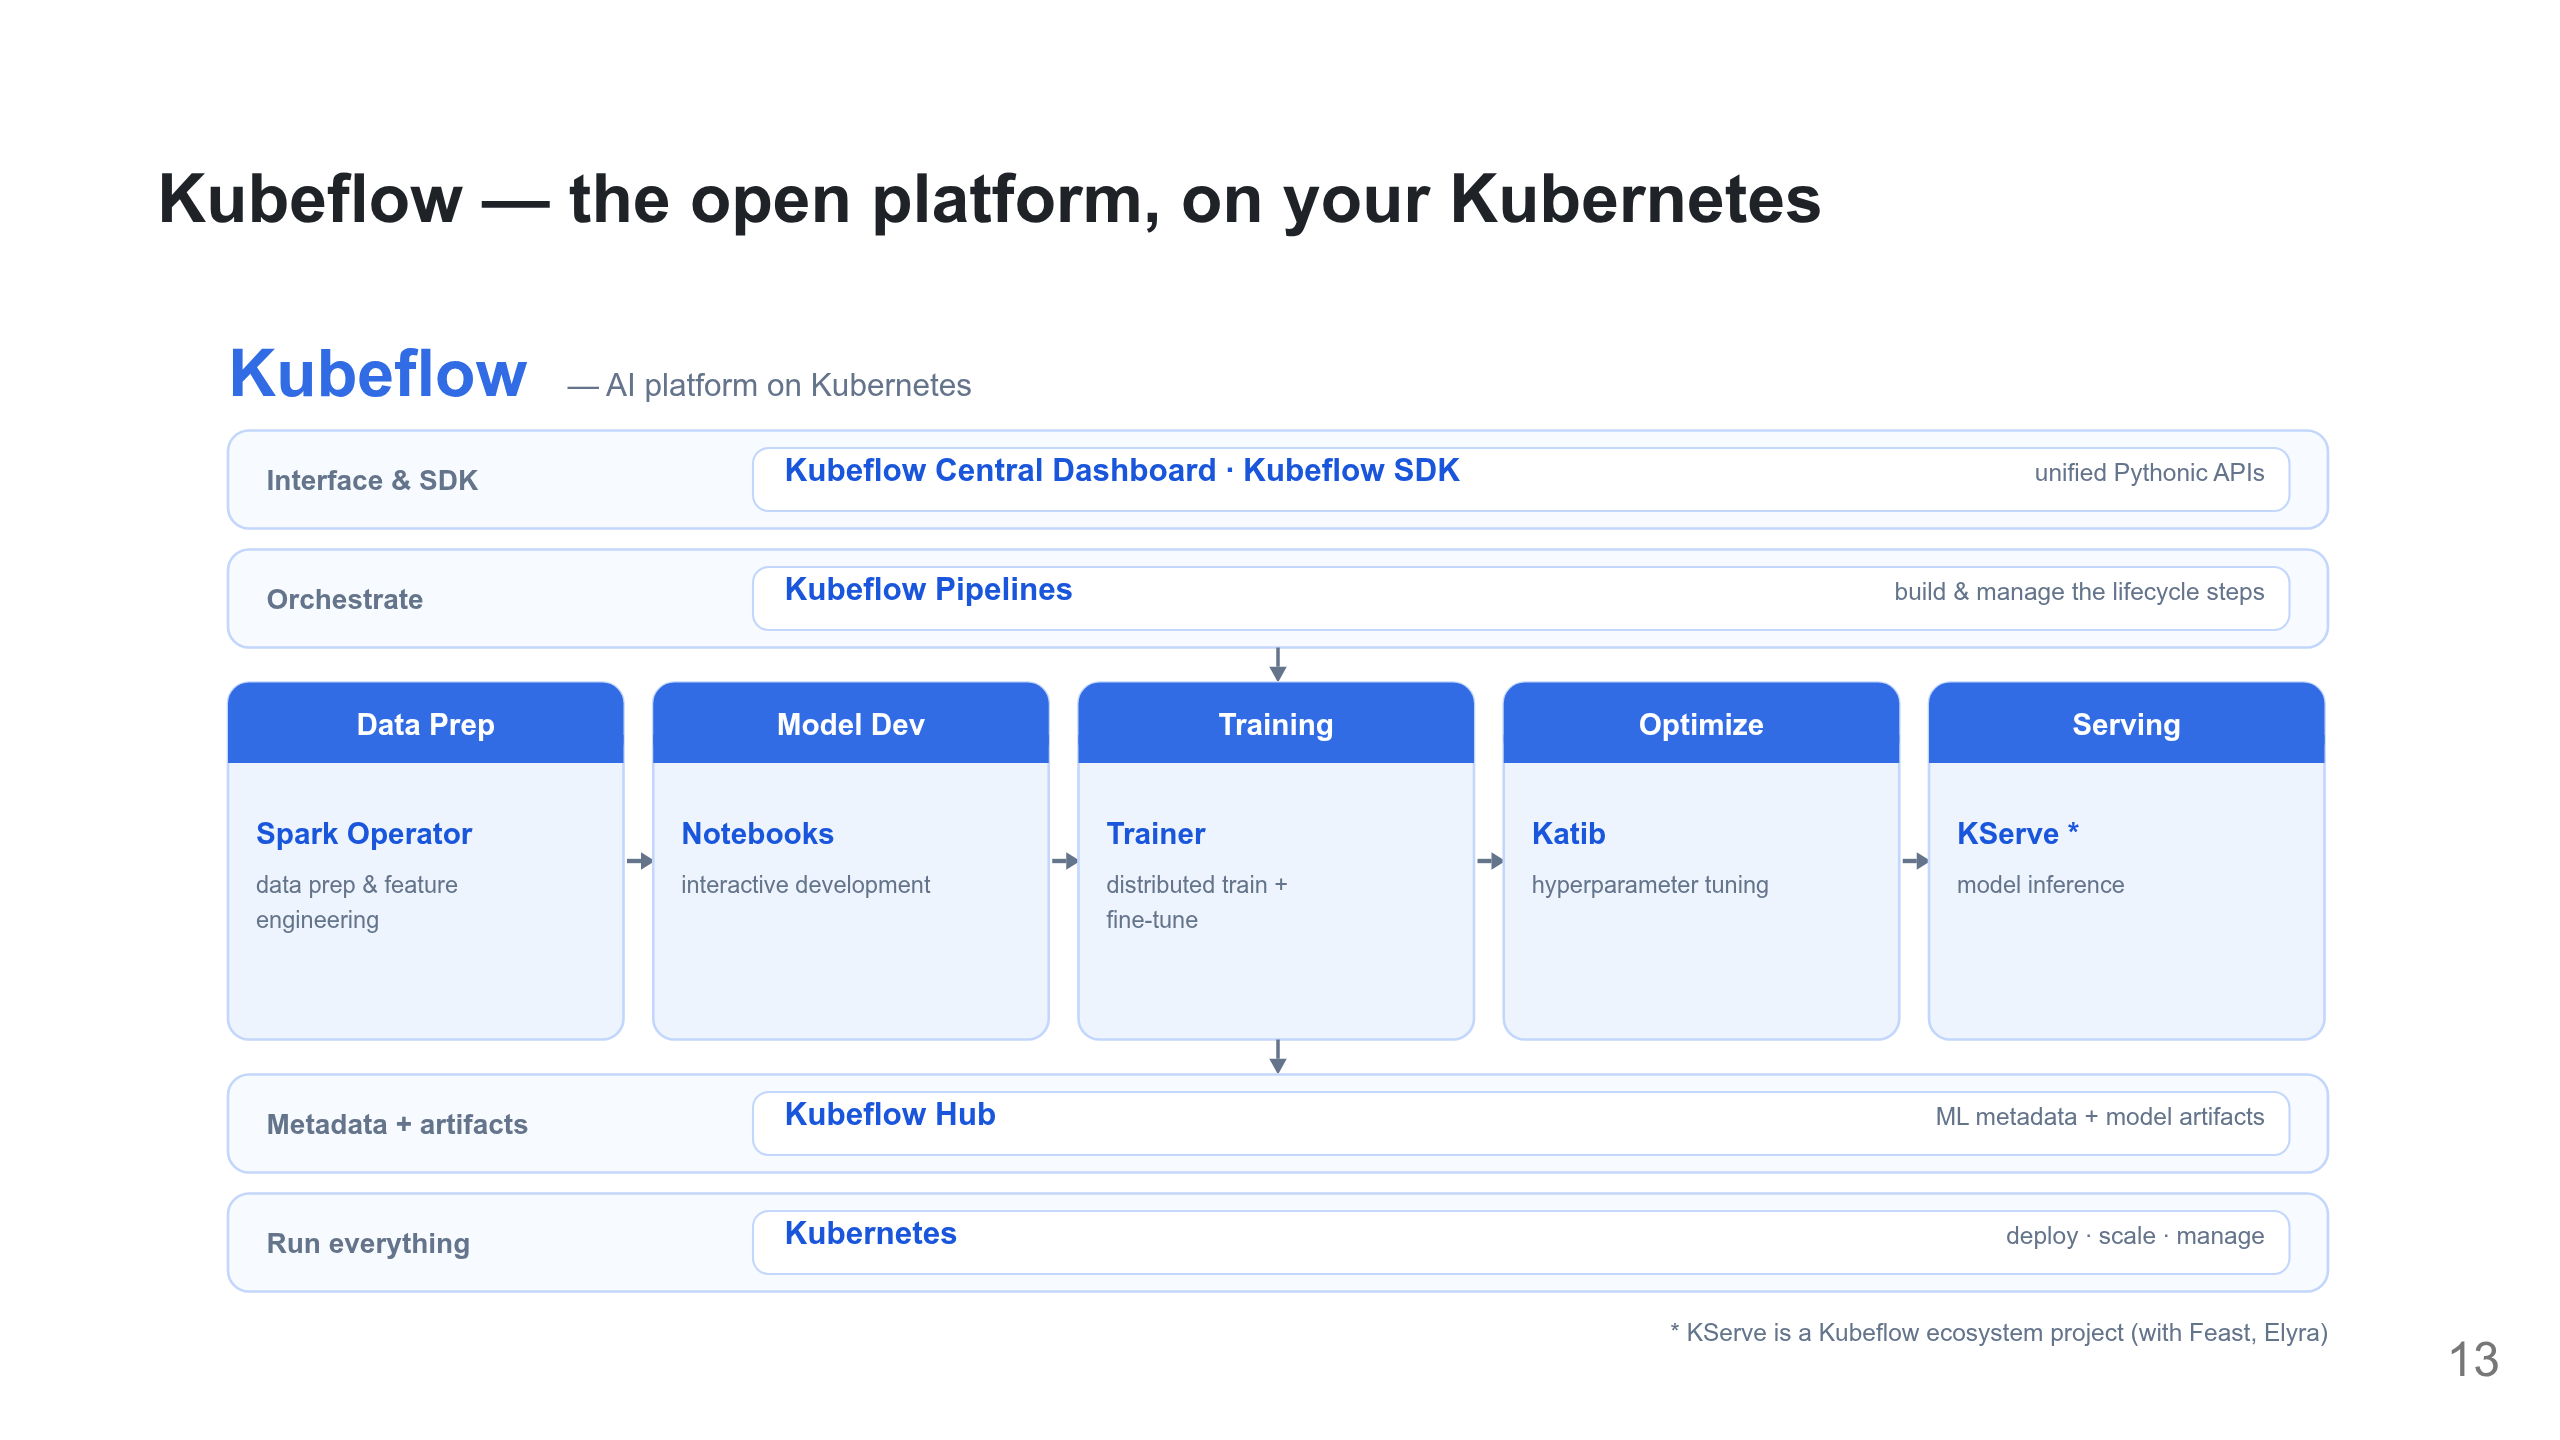 Kubeflow — the open platform, on your Kubernetes
Kubeflow — AI platform on Kubernetes
Interface & SDK
Kubeflow Central Dashboard · Kubeflow SDK
unified Pythonic APIs
Orchestrate
Kubeflow Pipelines
build & manage the lifecycle steps
Data Prep
Spark Operator
data prep & feature
engineering
Model Dev
Notebooks
interactive development
Training
Trainer
distributed train +
fine-tune
Optimize
Katib
hyperparameter tuning
Serving
KServe *
model inference
Metadata + artifacts
Kubeflow Hub
ML metadata + model artifacts
Run everything
Kubernetes
deploy · scale · manage
* KServe is a Kubeflow ecosystem project (with Feast, Elyra)
13